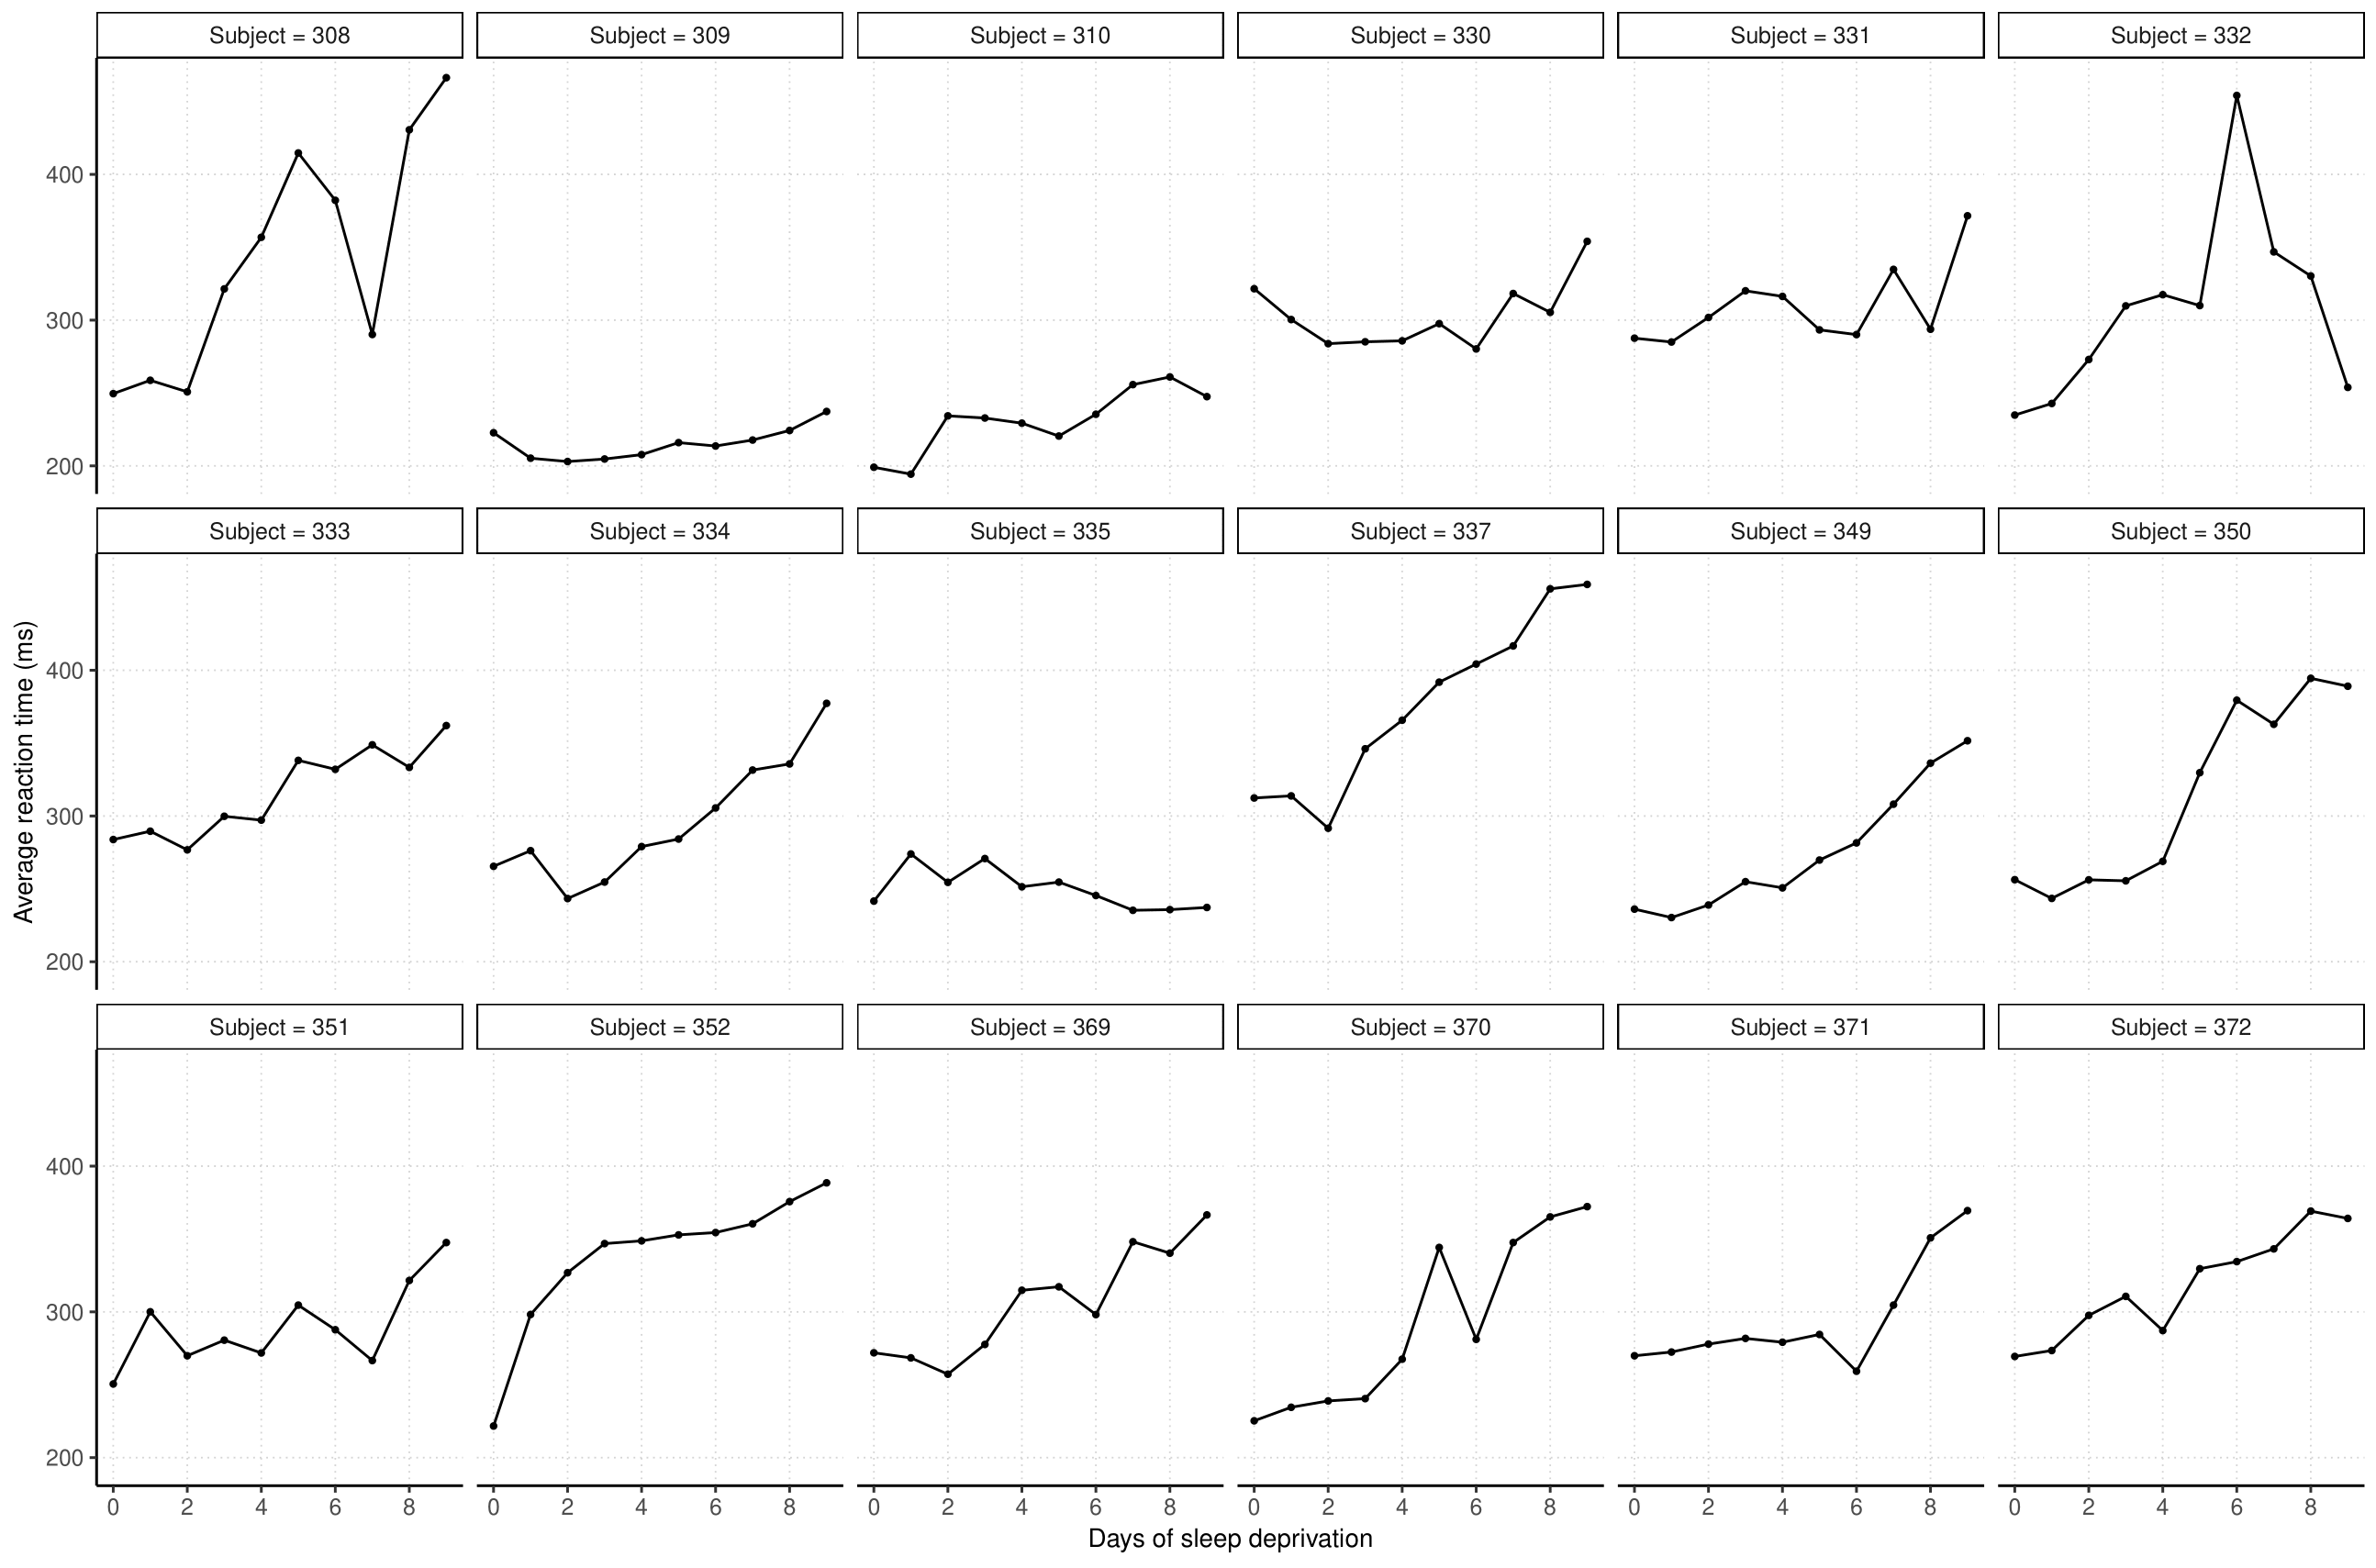 Subject = 308 Subject = 309 Subject = 310 Subject = 330 Subject = 331 Subject = 332
400
300
200
Subject = 333 Subject = 334 Subject = 335 Subject = 337 Subject = 349 Subject = 350
400
300
200
Average reaction time (ms)
Subject = 351 Subject = 352 Subject = 369 Subject = 370 Subject = 371 Subject = 372
400
300
200
0 2 4 6 8 0 2 4 6 8 0 2 4 6 8 0 2 4 6 8 0 2 4 6 8 0 2 4 6 8
Days of sleep deprivation